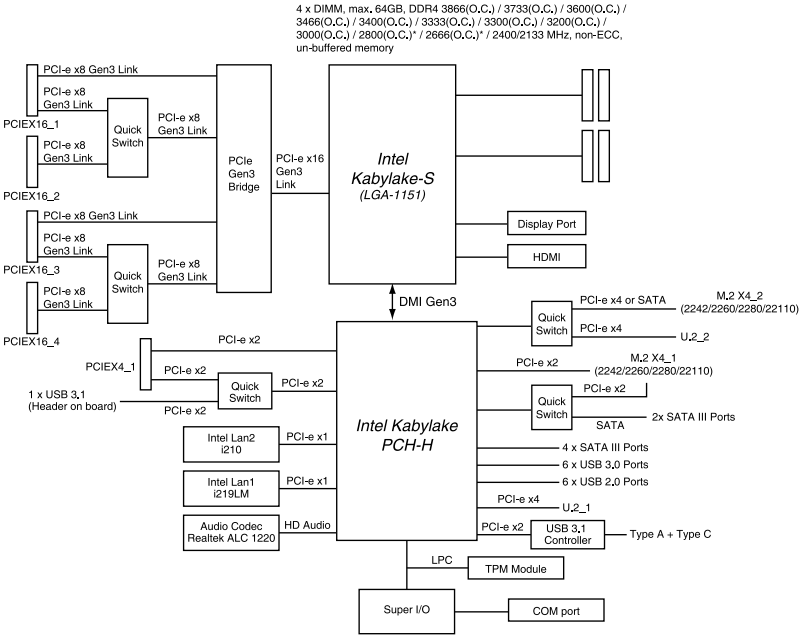 4 x DIMM, max. 64GB, DDR4 3866(O.C.) / 3733(O.C.) / 3600(O.C.) /
3466(O.C.) / 3400(O.C.) / 3333(O.C.) / 3300(O.C.) / 3200(O.C.) /
3000(O.C.) / 2800(O.C.)* / 2666(O.C.)* / 2400/2133 MHz, non-ECC,
un-buffered memory
PCI-e x8 Gen3 Link
PCI-e x8
Gen3 Link
PCIEX16_1
Quick
Switch
PCI-e x8
Gen3 Link
PCI-e x8
Gen3 Link
PCIEX16_2
PCIe
Gen3
Bridge
PCI-e x16
Gen3
Link
Intel
Kabylake-S
(LGA-1151)
PCI-e x8 Gen3 Link
PCI-e x8
Gen3 Link
PCIEX16_3
Quick
Switch
PCI-e x8
Gen3 Link
PCI-e x8
Gen3 Link
PCIEX16_4
Display Port
HDMI
DMI Gen3
PCI-e x2
PCIEX4_1
PCI-e x2
Quick
Switch
PCI-e x2
1 x USB 3.1
(Header on board)
PCI-e x2
Intel Lan2
i210
PCI-e x1
Intel Lan1
i219LM
PCI-e x1
Audio Codec
Realtek ALC 1220
HD Audio
Intel Kabylake
PCH-H
Quick
Switch
PCI-e x4 or SATA
M.2 X4_2
(2242/2260/2280/22110)
PCI-e x4
U.2_2
PCI-e x2
M.2 X4_1
(2242/2260/2280/22110)
Quick
Switch
PCI-e x2
SATA
2x SATA III Ports
4 x SATA III Ports
6 x USB 3.0 Ports
6 x USB 2.0 Ports
PCI-e x4
U.2_1
PCI-e x2
USB 3.1
Controller
Type A + Type C
LPC
TPM Module
Super I/O
COM port